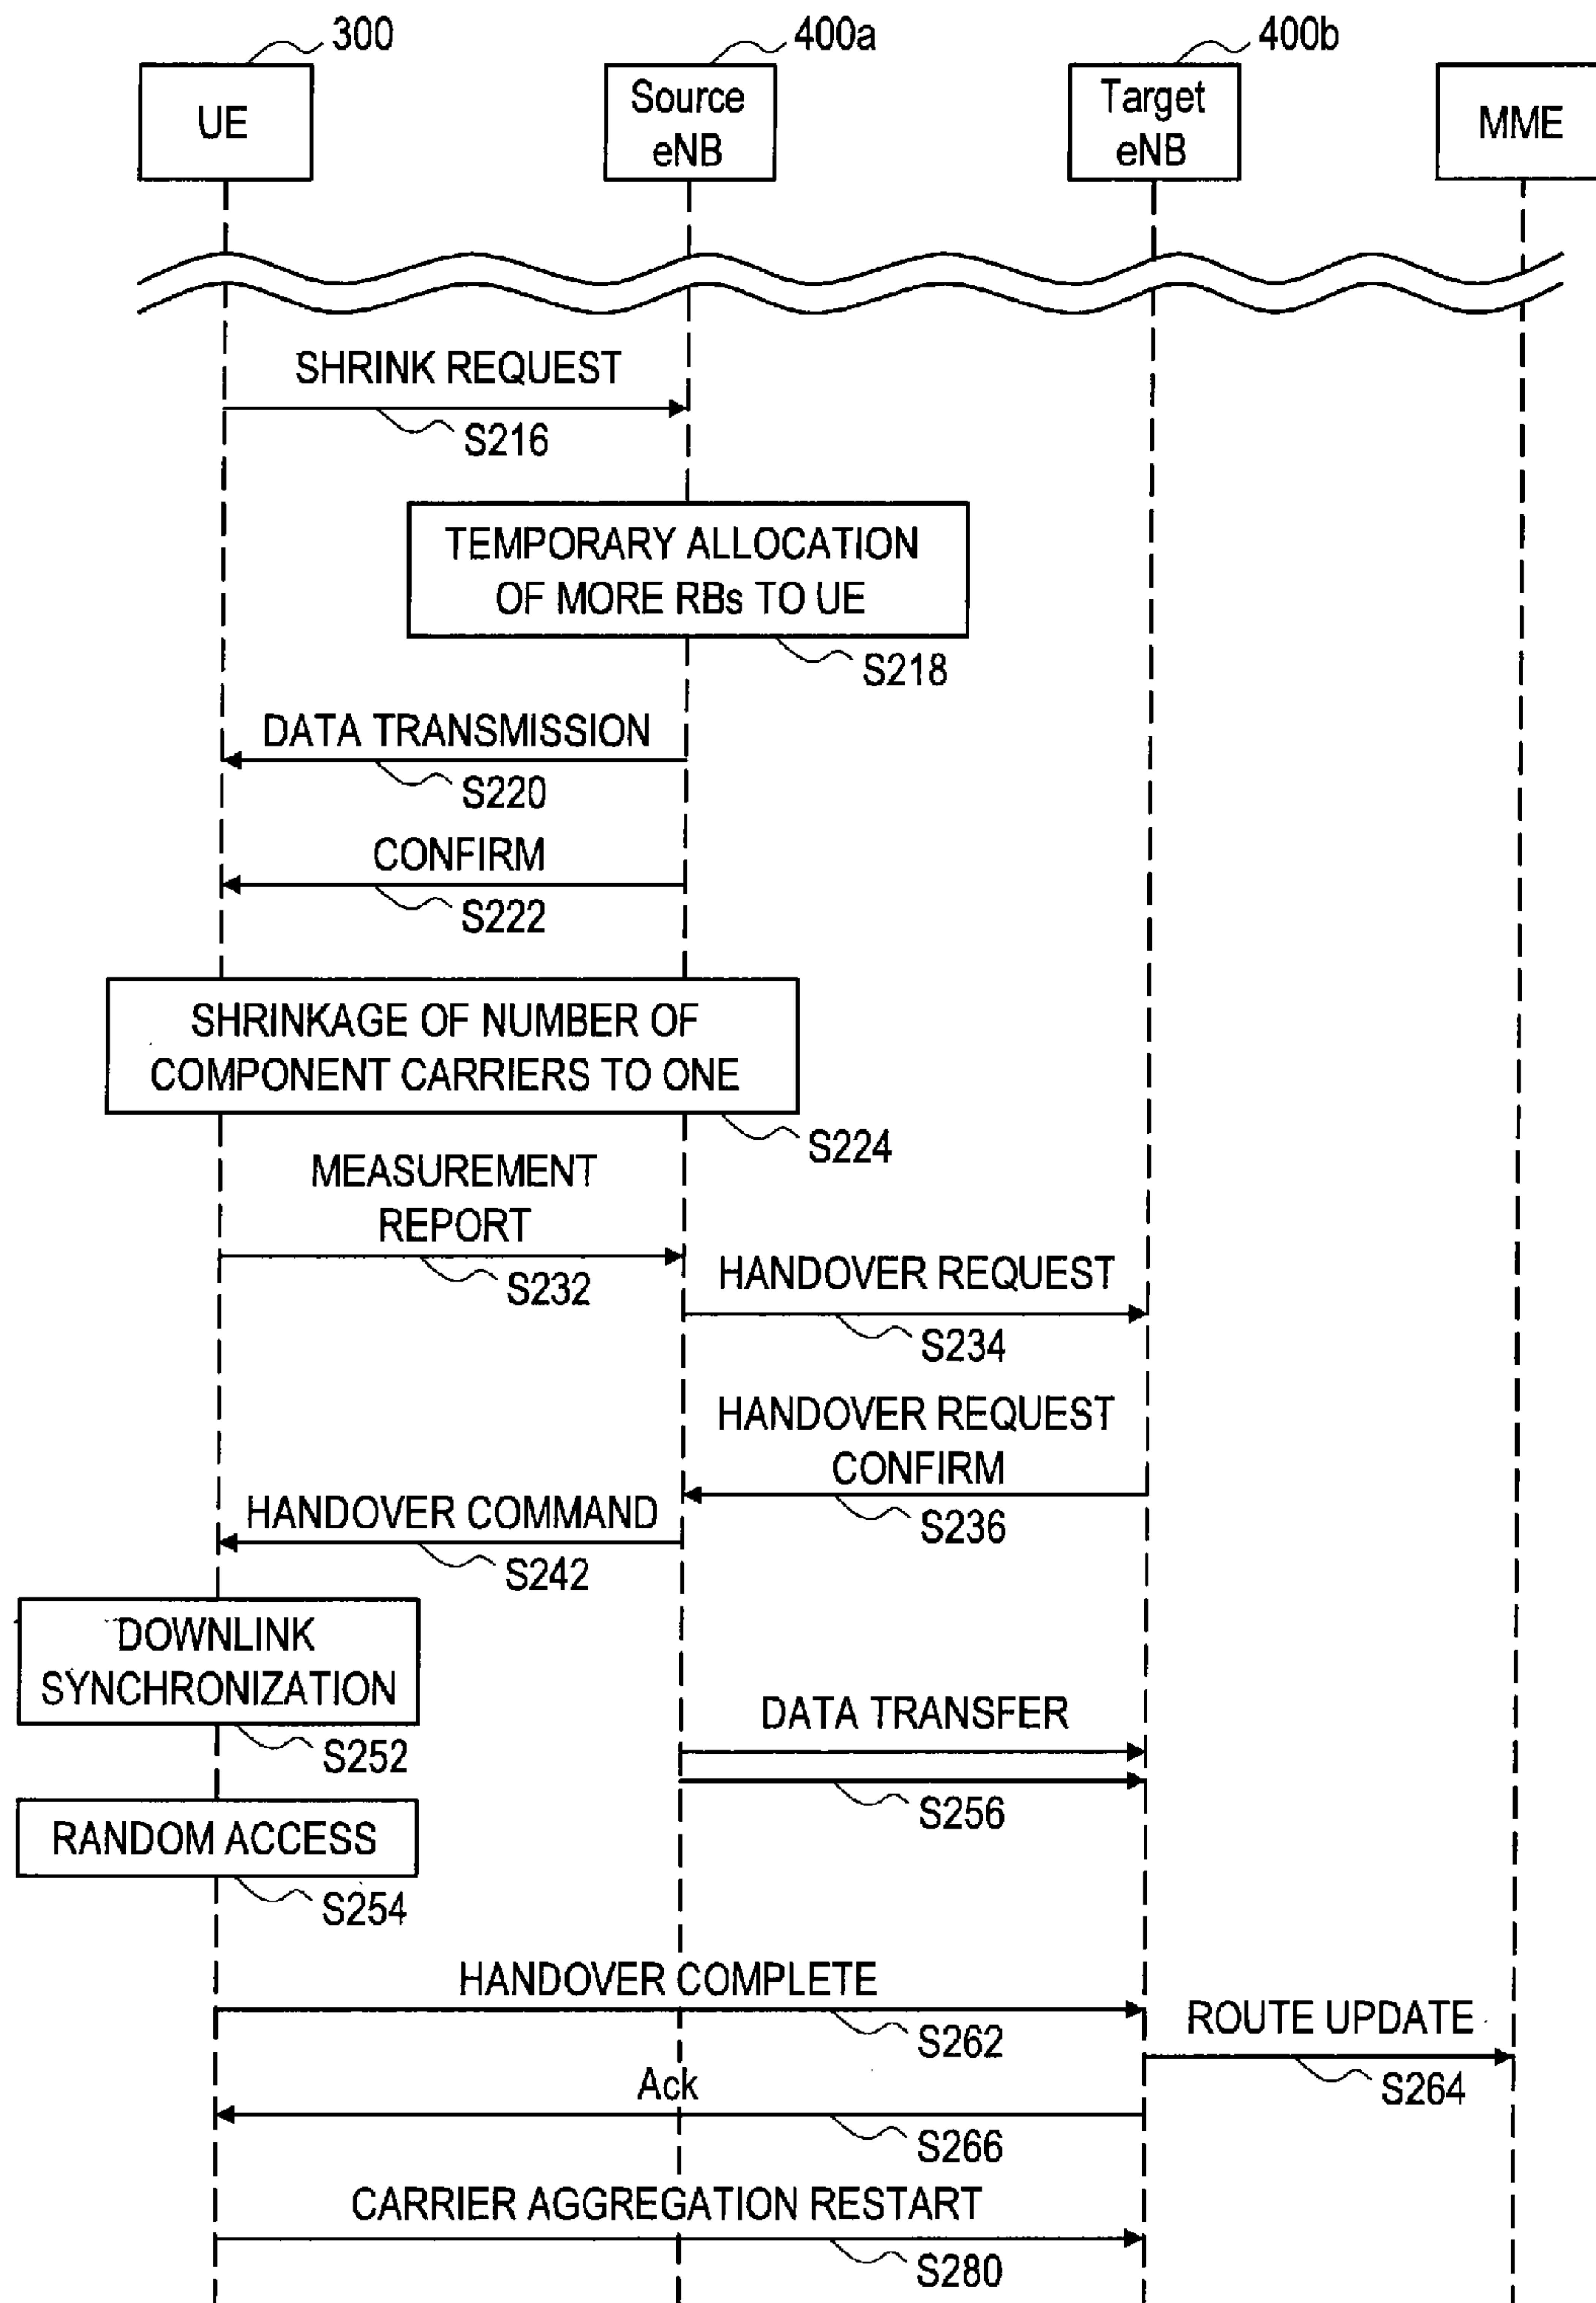 300
400a
400b
UE
Source
eNB
Target
eNB
MME
SHRINK REQUEST
S216
TEMPORARY ALLOCATION
OF MORE RBs TO UE
S218
DATA TRANSMISSION
S220
CONFIRM
S222
SHRINKAGE OF NUMBER OF
COMPONENT CARRIERS TO ONE
S224
MEASUREMENT
REPORT
S232
HANDOVER REQUEST
S234
HANDOVER REQUEST
CONFIRM
S236
HANDOVER COMMAND
S242
DOWNLINK
SYNCHRONIZATION
S252
DATA TRANSFER
S256
RANDOM ACCESS
S254
HANDOVER COMPLETE
S262
ROUTE UPDATE
S264
Ack
S266
CARRIER AGGREGATION RESTART
S280